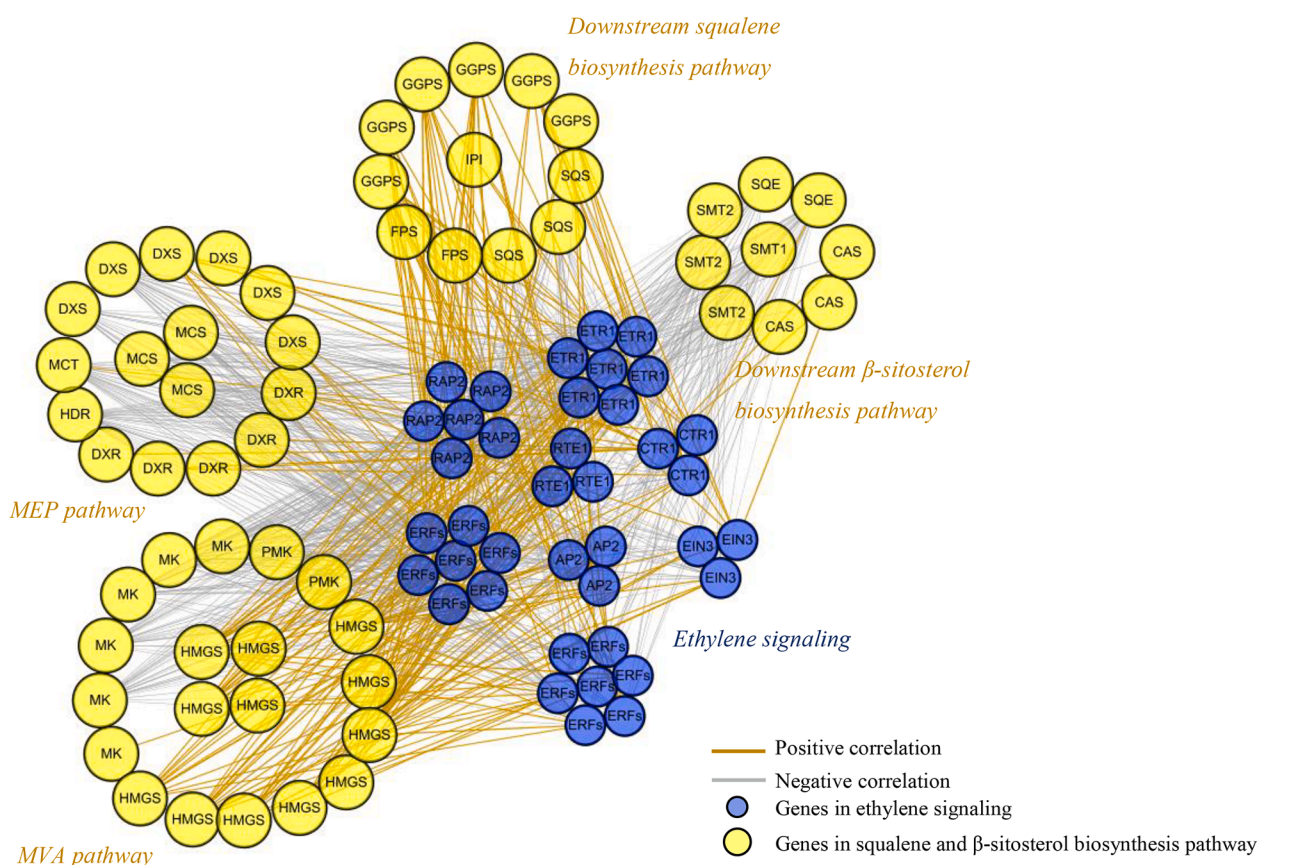 Downstream squalene
biosynthesis pathway
GGPS
GGPS
GGPS
GGPS
GGPS
GGPS
IPI
SQS
SQS
SQS
FPS
FPS
SQE
SQE
SMT2
SMT1
SMT2
CAS
CAS
SMT2
CAS
Downstream β-sitosterol
biosynthesis pathway
DXS
DXS
DXS
DXS
DXS
DXS
MCS
MCS
MCS
MCT
HDR
DXR
DXR
DXR
DXR
DXR
MEP pathway
ETR1
ETR1
ETR1
ETR1
ETR1
ETR1
ETR1
RAP2
RAP2
RAP2
RAP2
RAP2
RAP2
CTR1
CTR1
CTR1
RTE1
RTE1
RTE1
ERFs
ERFs
ERFs
ERFs
ERFs
ERFs
ERFs
AP2
AP2
AP2
EIN3
EIN3
EIN3
MK
MK
PMK
PMK
MK
MK
MK
MK
HMGS
HMGS
HMGS
HMGS
HMGS
HMGS
HMGS
HMGS
HMGS
HMGS
HMGS
HMGS
Ethylene signaling
ERFs
ERFs
ERFs
ERFs
ERFs
ERFs
ERFs
MVA pathway
Positive correlation
Negative correlation
Genes in ethylene signaling
Genes in squalene and β-sitosterol biosynthesis pathway